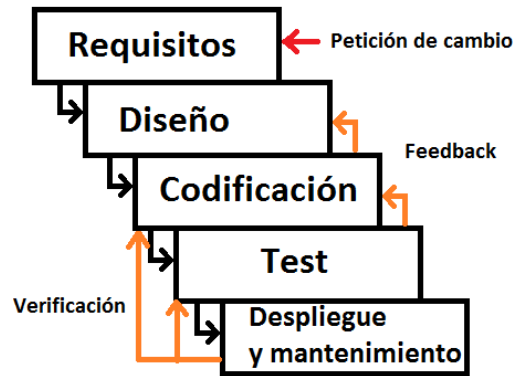 Requisitos
Petición de cambio
Diseño
Feedback
Codificación
Test
Verificación
Despliegue
y mantenimiento